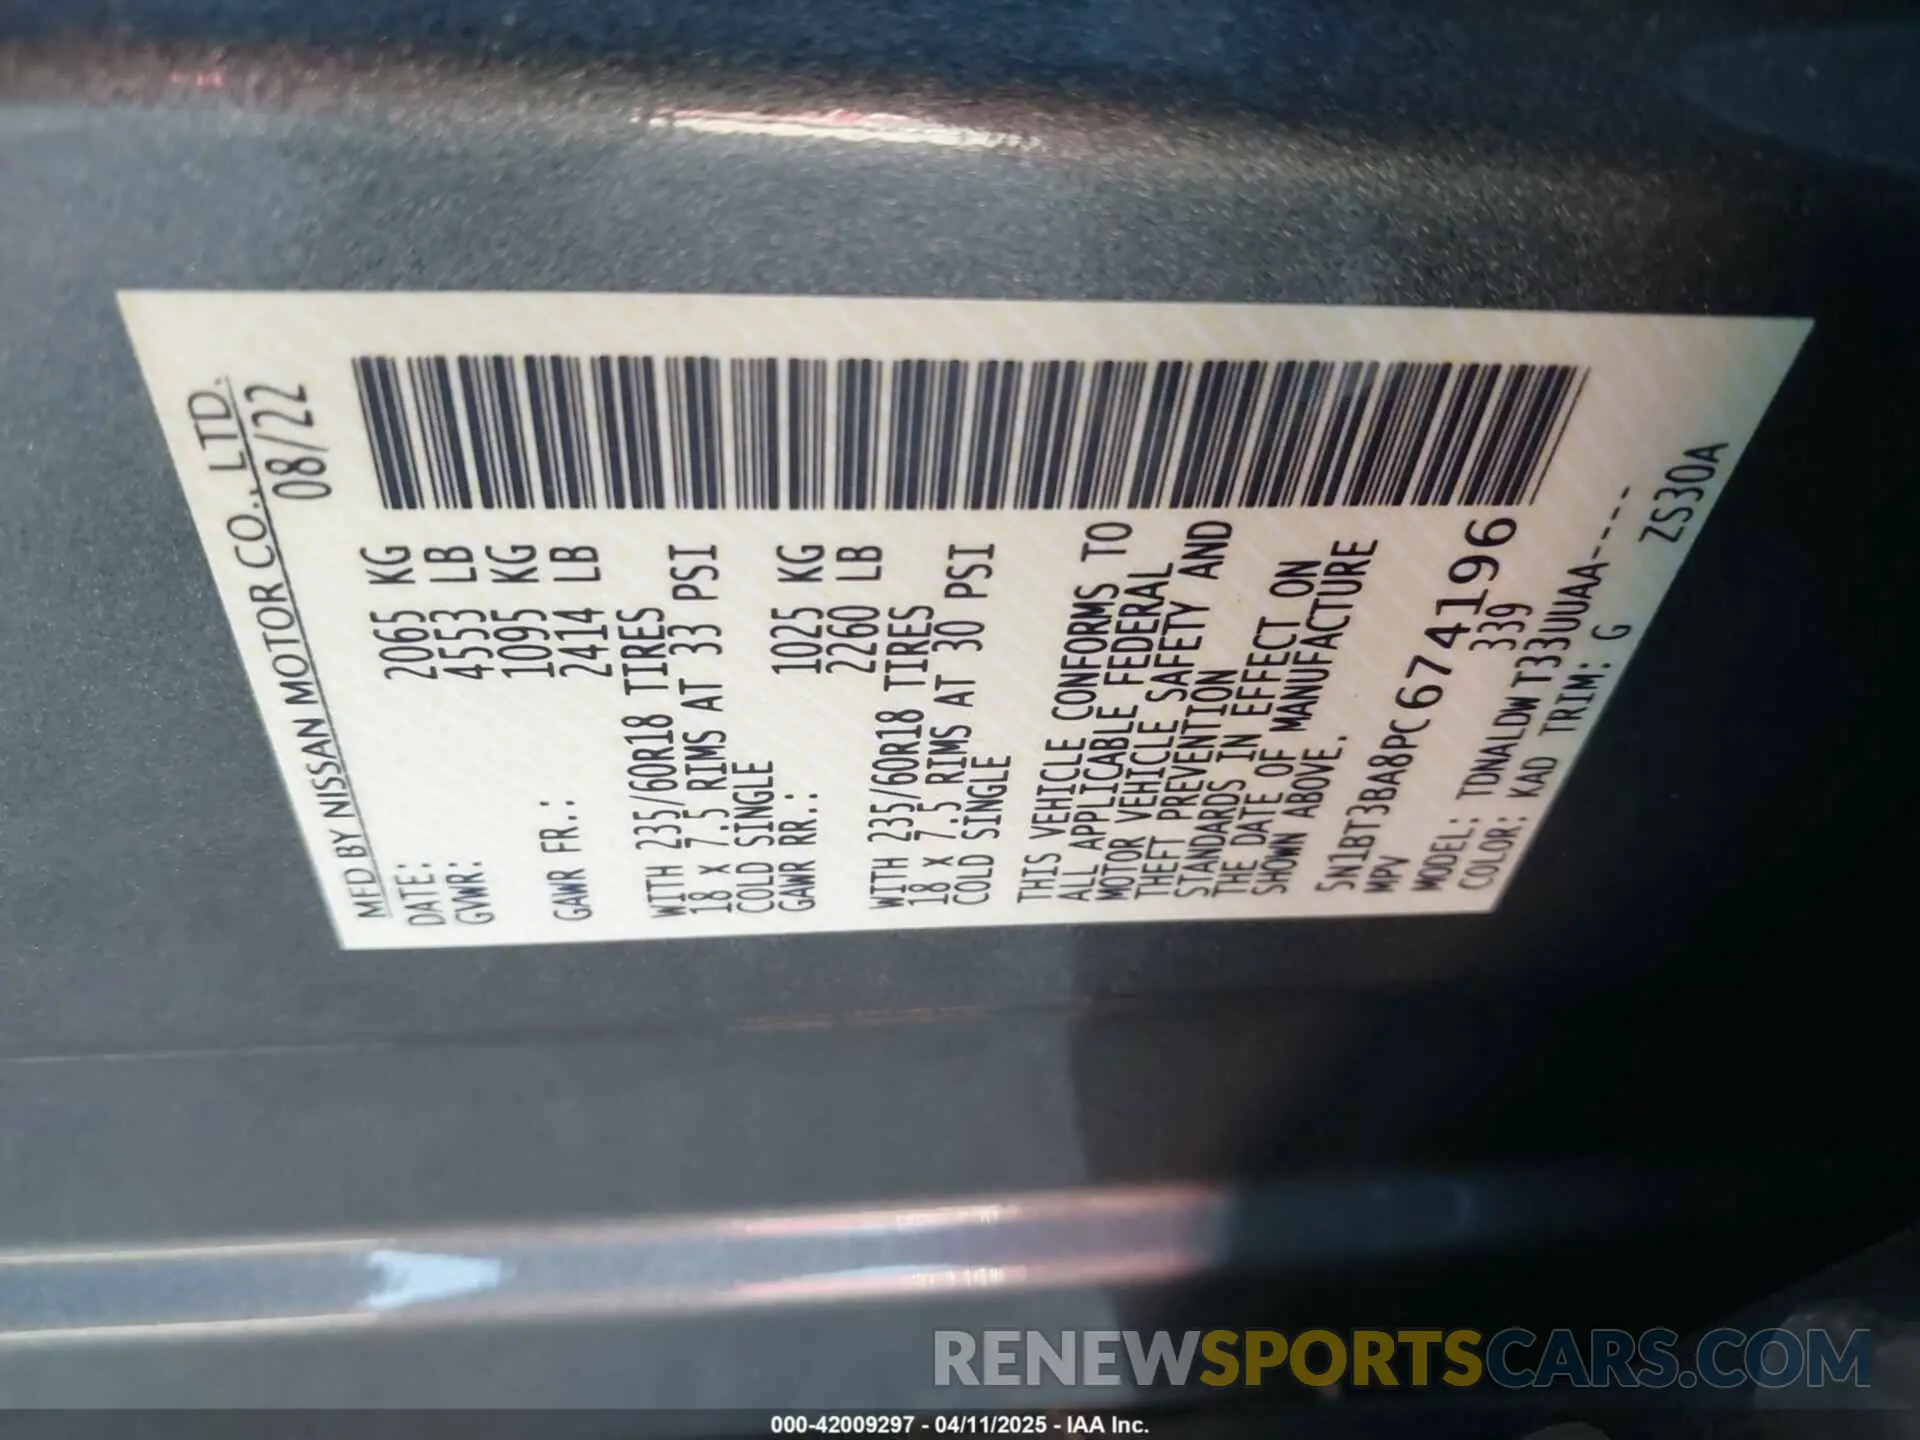 MFD BY NISSAN MOTOR CO., LTD.
DATE: 08/22
GVWR: 2065 KG
4553 LB
1095 KG
GAWR FR.: 2414 LB
WITH 235/60R18 TIRES
18 X 7.5 RIMS AT 33 PSI
COLD SINGLE
GAWR RR.: 1025 KG
2260 LB
WITH 235/60R18 TIRES
18 X 7.5 RIMS AT 30 PSI
COLD SINGLE
THIS VEHICLE CONFORMS TO
ALL APPLICABLE FEDERAL
MOTOR VEHICLE SAFETY AND
THEFT PREVENTION
STANDARDS IN EFFECT ON
THE DATE OF MANUFACTURE
SHOWN ABOVE.
5N1BT3BA8PC674196
MPV 339
MODEL: TDNALDWT33UUAA----
COLOR: KAD TRIM: G
ZS30A
RENEWSPORTSCARS.COM
000-42009297 - 04/11/2025 - IAA Inc.